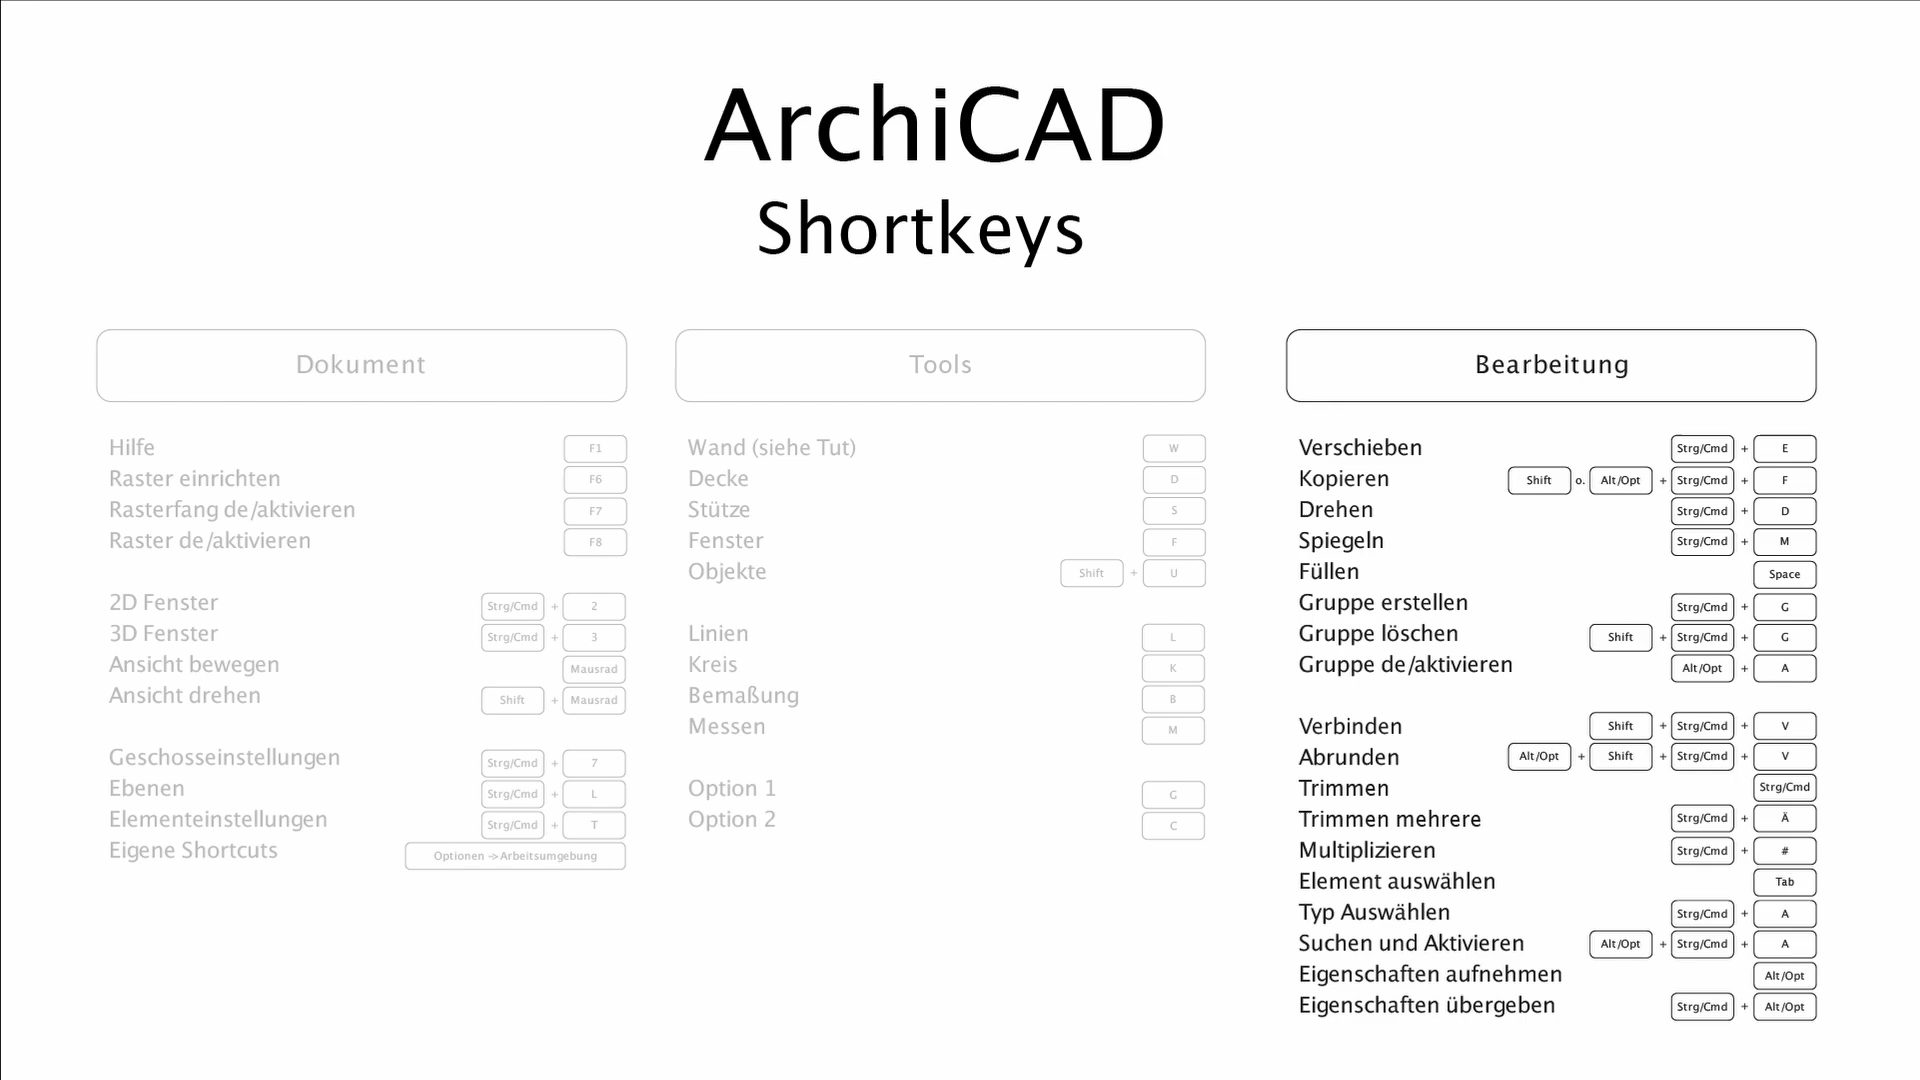 ArchiCAD
Shortkeys
Dokument
Hilfe F1
Raster einrichten F6
Rasterfang de/aktivieren F7
Raster de/aktivieren F8
2D Fenster Strg/Cmd + 2
3D Fenster Strg/Cmd + 3
Ansicht bewegen Mausrad
Ansicht drehen Shift + Mausrad
Geschosseinstellungen Strg/Cmd + 7
Ebenen Strg/Cmd + L
Elementeinstellungen Strg/Cmd + T
Eigene Shortcuts Optionen ->Arbeitsumgebung
Tools
Wand (siehe Tut) W
Decke D
Stütze S
Fenster F
Objekte Shift + U
Linien L
Kreis K
Bemaßung B
Messen M
Option 1 G
Option 2 C
Bearbeitung
Verschieben Strg/Cmd + E
Kopieren Shift o. Alt/Opt + Strg/Cmd + F
Drehen Strg/Cmd + D
Spiegeln Strg/Cmd + M
Füllen Space
Gruppe erstellen Strg/Cmd + G
Gruppe löschen Shift + Strg/Cmd + G
Gruppe de/aktivieren Alt/Opt + A
Verbinden Shift + Strg/Cmd + V
Abrunden Alt/Opt + Shift + Strg/Cmd + V
Trimmen Strg/Cmd
Trimmen mehrere Strg/Cmd + Ä
Multiplizieren Strg/Cmd + #
Element auswählen Tab
Typ Auswählen Strg/Cmd + A
Suchen und Aktivieren Alt/Opt + Strg/Cmd + A
Eigenschaften aufnehmen Alt/Opt
Eigenschaften übergeben Strg/Cmd + Alt/Opt